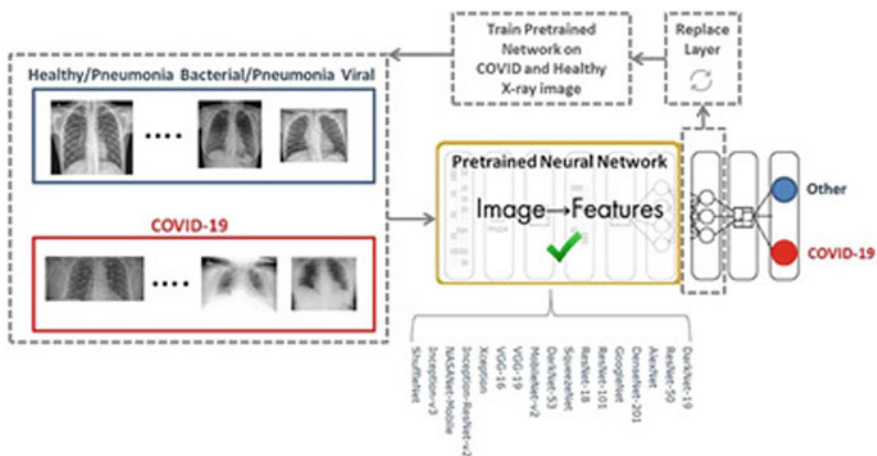 Train Pretrained
Network on
COVID and Healthy
X-ray image
Replace
Layer
Healthy/Pneumonia Bacterial/Pneumonia Viral
COVID-19
Pretrained Neural Network
Image→Features
Other
COVID-19
ShuffleNet
Inception-v3
NASANet-Mobile
Inception-ResNet-v2
Xception
VGG-16
VGG-19
MobileNet-v2
DarkNet-53
SqueezeNet
ResNet-18
ResNet-101
GoogleNet
DenseNet-201
AlexNet
ResNet-50
DarkNet-19